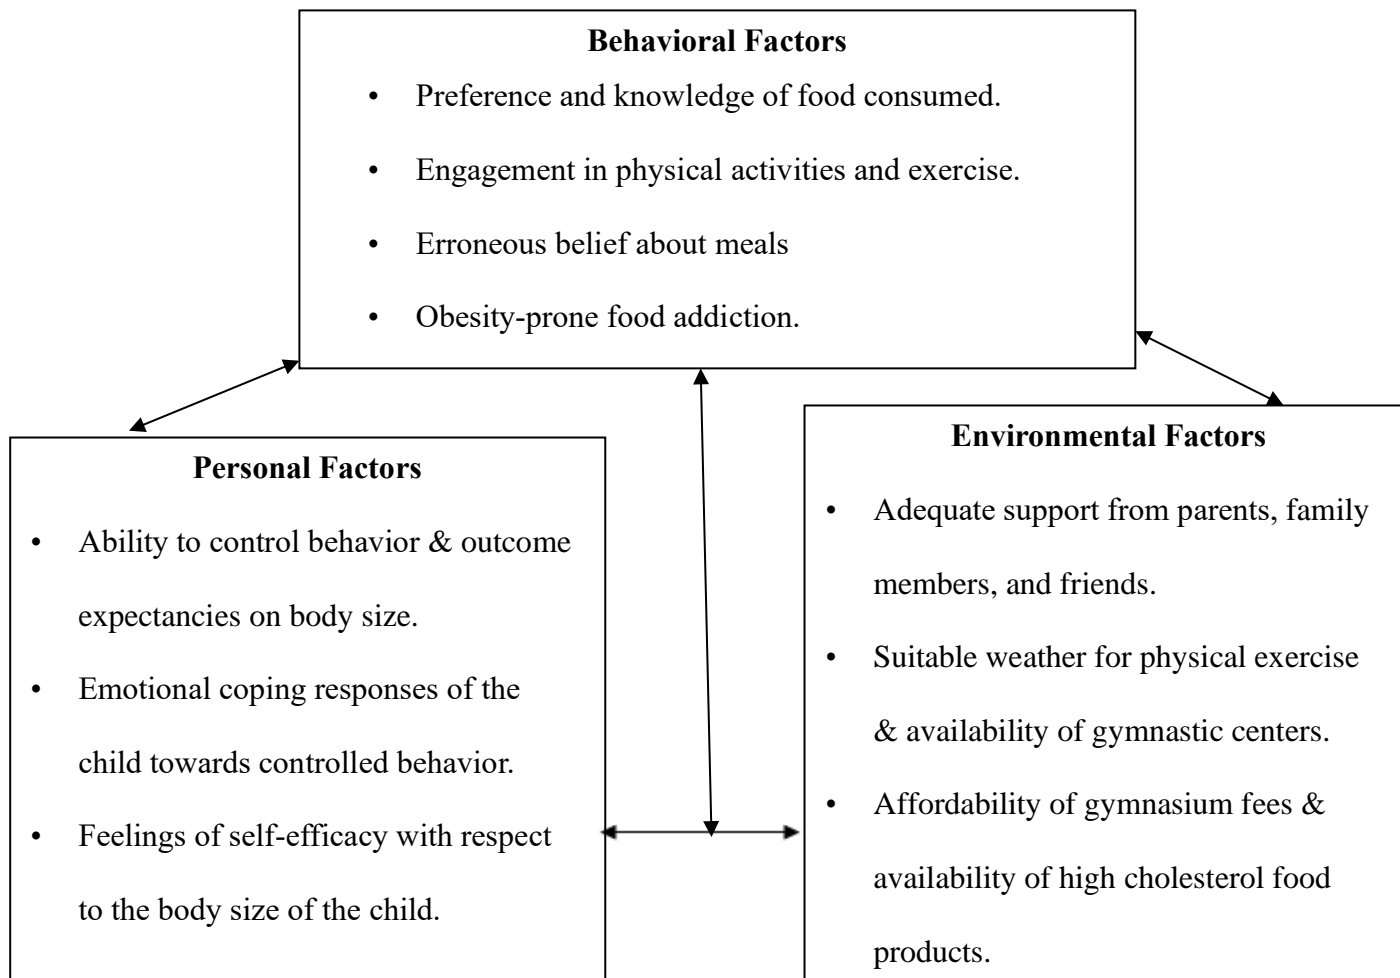 Behavioral Factors
• Preference and knowledge of food consumed.
• Engagement in physical activities and exercise.
• Erroneous belief about meals
• Obesity-prone food addiction.
Personal Factors
• Ability to control behavior & outcome
expectancies on body size.
• Emotional coping responses of the
child towards controlled behavior.
• Feelings of self-efficacy with respect
to the body size of the child.
Environmental Factors
• Adequate support from parents, family
members, and friends.
• Suitable weather for physical exercise
& availability of gymnastic centers.
• Affordability of gymnasium fees &
availability of high cholesterol food
products.